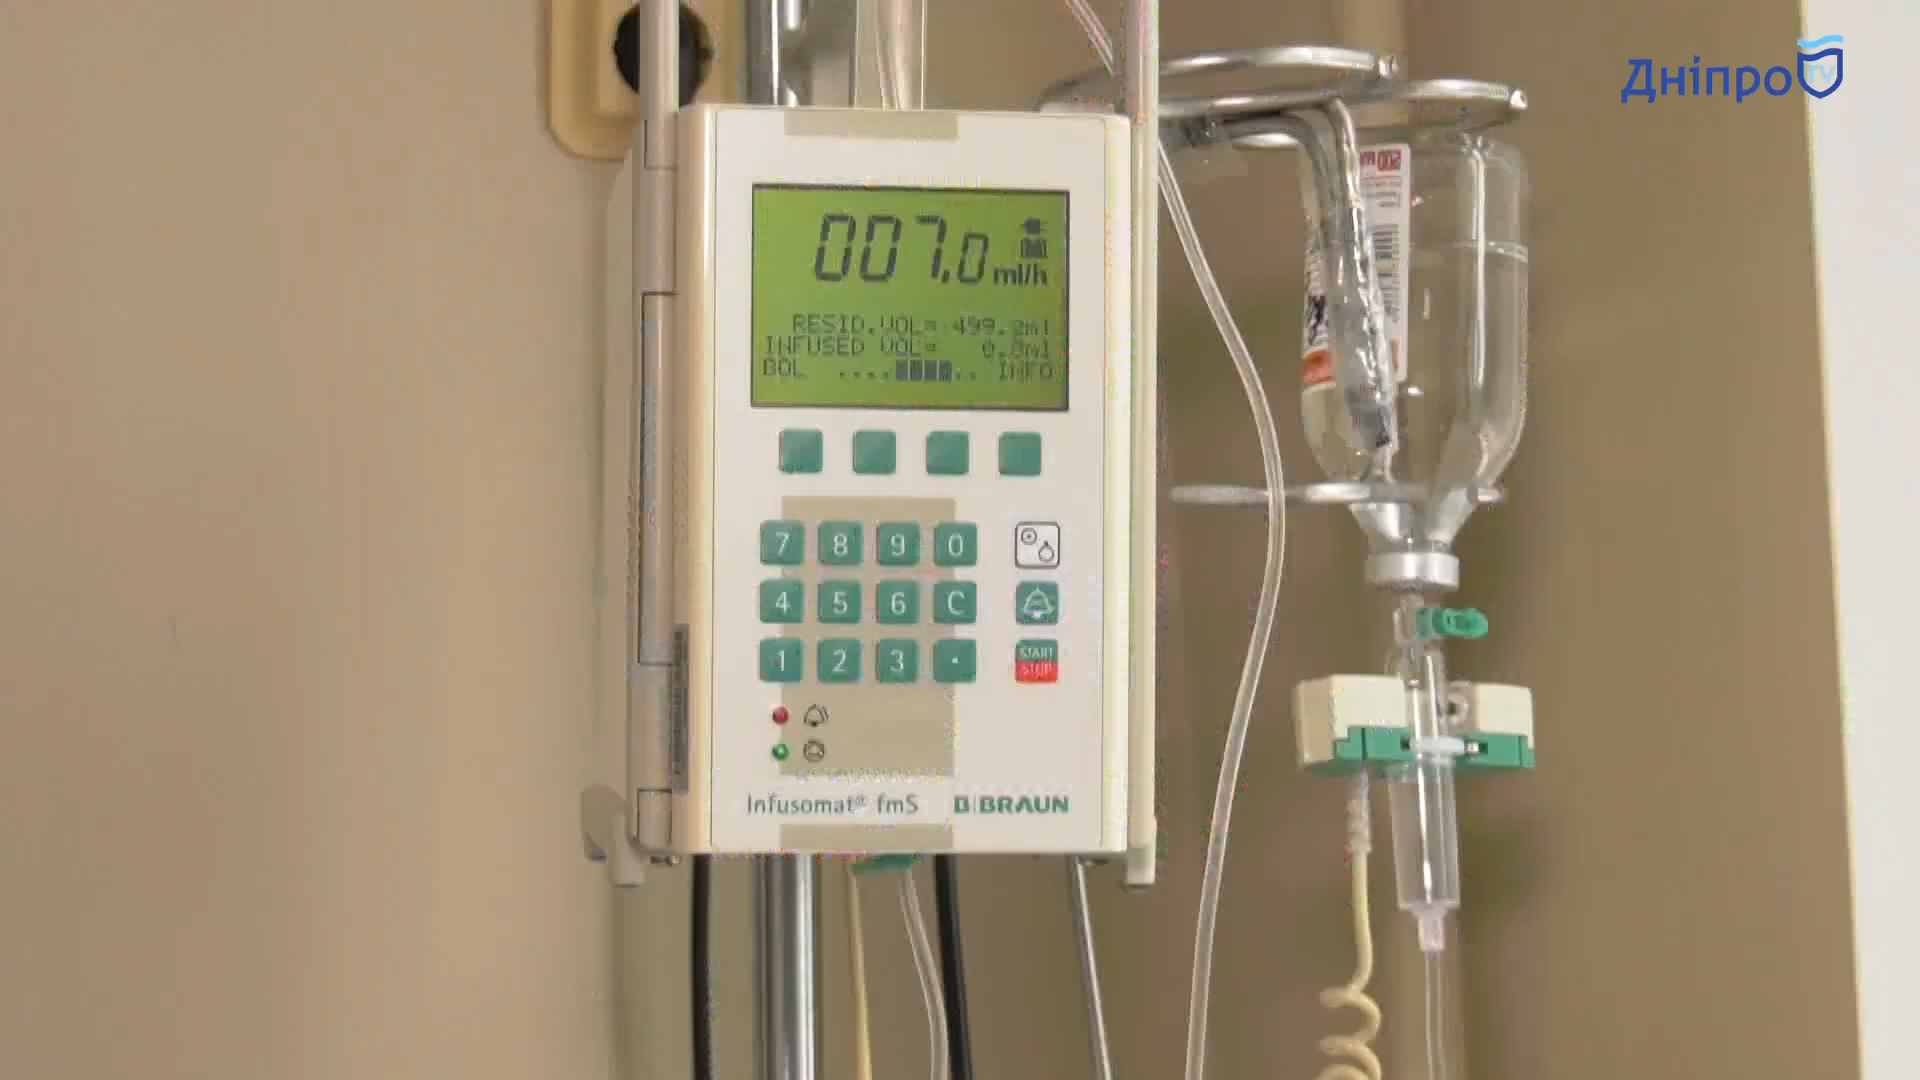 Дніпро TV
007.0 ml/h
RESID.VOL= 499.2ml
INFUSED VOL= 0.8ml
BOL INFO
7 8 9 0
4 5 6 C
1 2 3 .
START
STOP
Infusomat® fmS B|BRAUN